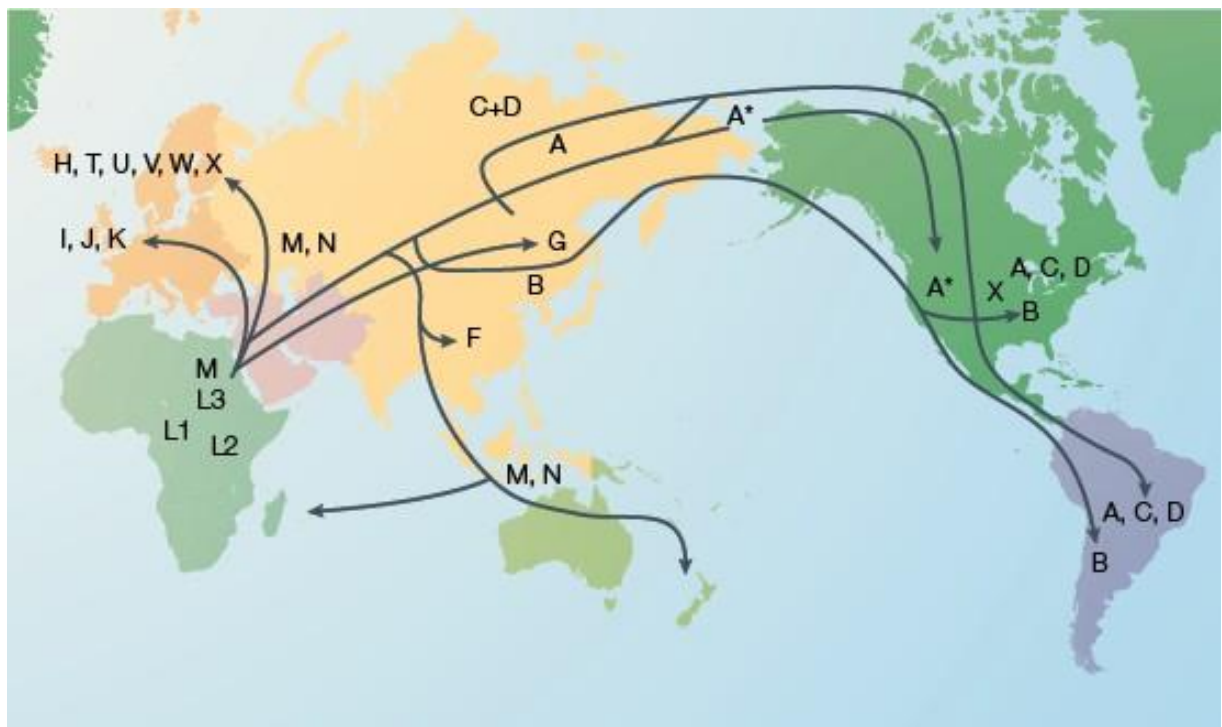 C+D
A*
A
H, T, U, V, W, X
I, J, K
M, N
G
B
A, C, D
A*
X
B
F
M
L3
L1
L2
M, N
A, C, D
B